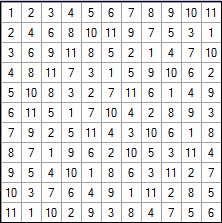 1 2 3 4 5 6 7 8 9 10 11
2 4 6 8 10 11 9 7 5 3 1
3 6 9 11 8 5 2 1 4 7 10
4 8 11 7 3 1 5 9 10 6 2
5 10 8 3 2 7 11 6 1 4 9
6 11 5 1 7 10 4 2 8 9 3
7 9 2 5 11 4 3 10 6 1 8
8 7 1 9 6 2 10 5 3 11 4
9 5 4 10 1 8 6 3 11 2 7
10 3 7 6 4 9 1 11 2 8 5
11 1 10 2 9 3 8 4 7 5 6